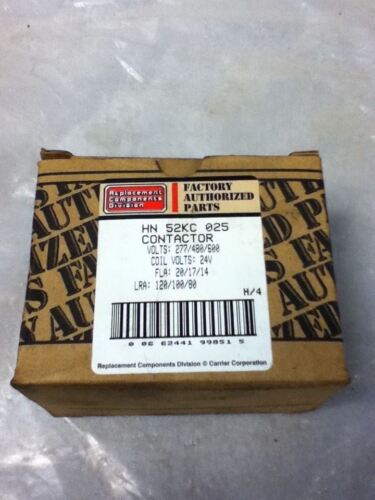 Replacement
Components
Division
FACTORY
AUTHORIZED
PARTS
HN 52KC 025
CONTACTOR
VOLTS: 277/480/600
COIL VOLTS: 24V
FLA: 20/17/14
LRA: 120/100/80
H/4
0 06 62441 99851 5
Replacement Components Division © Carrier Corporation